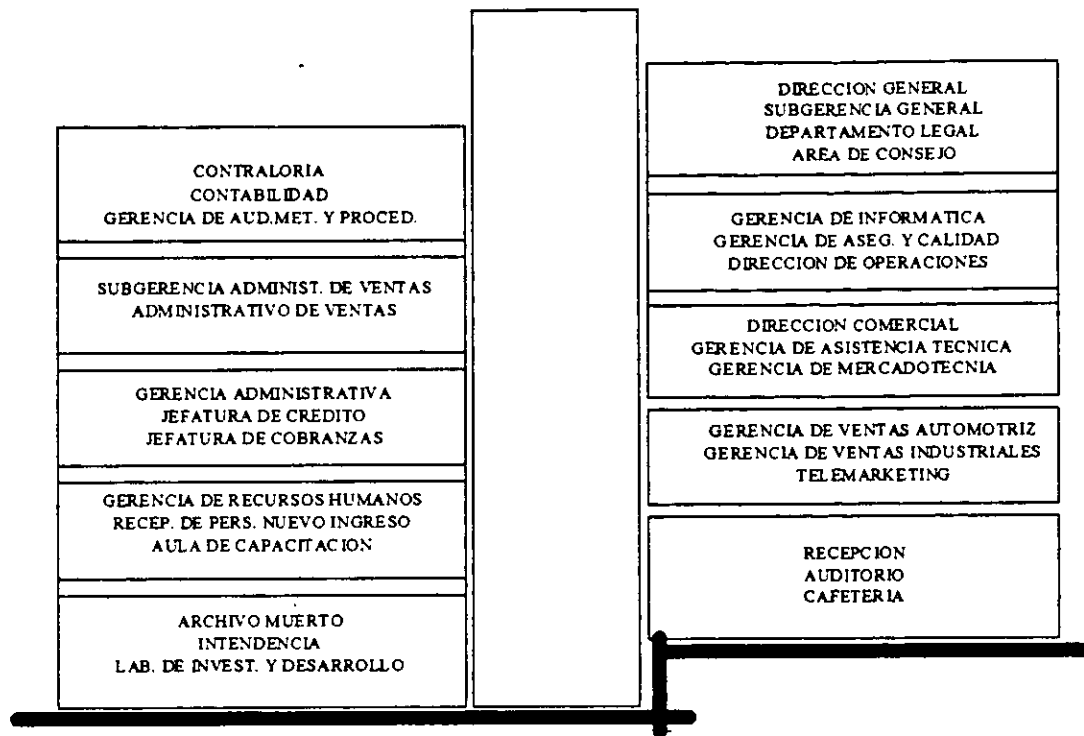 CONTRALORIA
CONTABILIDAD
GERENCIA DE AUD.MET. Y PROCED.
SUBGERENCIA ADMINIST. DE VENTAS
ADMINISTRATIVO DE VENTAS
GERENCIA ADMINISTRATIVA
JEFATURA DE CREDITO
JEFATURA DE COBRANZAS
GERENCIA DE RECURSOS HUMANOS
RECEP. DE PERS. NUEVO INGRESO
AULA DE CAPACITACION
ARCHIVO MUERTO
INTENDENCIA
LAB. DE INVEST. Y DESARROLLO
DIRECCION GENERAL
SUBGERENCIA GENERAL
DEPARTAMENTO LEGAL
AREA DE CONSEJO
GERENCIA DE INFORMATICA
GERENCIA DE ASEG. Y CALIDAD
DIRECCION DE OPERACIONES
DIRECCION COMERCIAL
GERENCIA DE ASISTENCIA TECNICA
GERENCIA DE MERCADOTECNIA
GERENCIA DE VENTAS AUTOMOTRIZ
GERENCIA DE VENTAS INDUSTRIALES
TELEMARKETING
RECEPCION
AUDITORIO
CAFETERIA